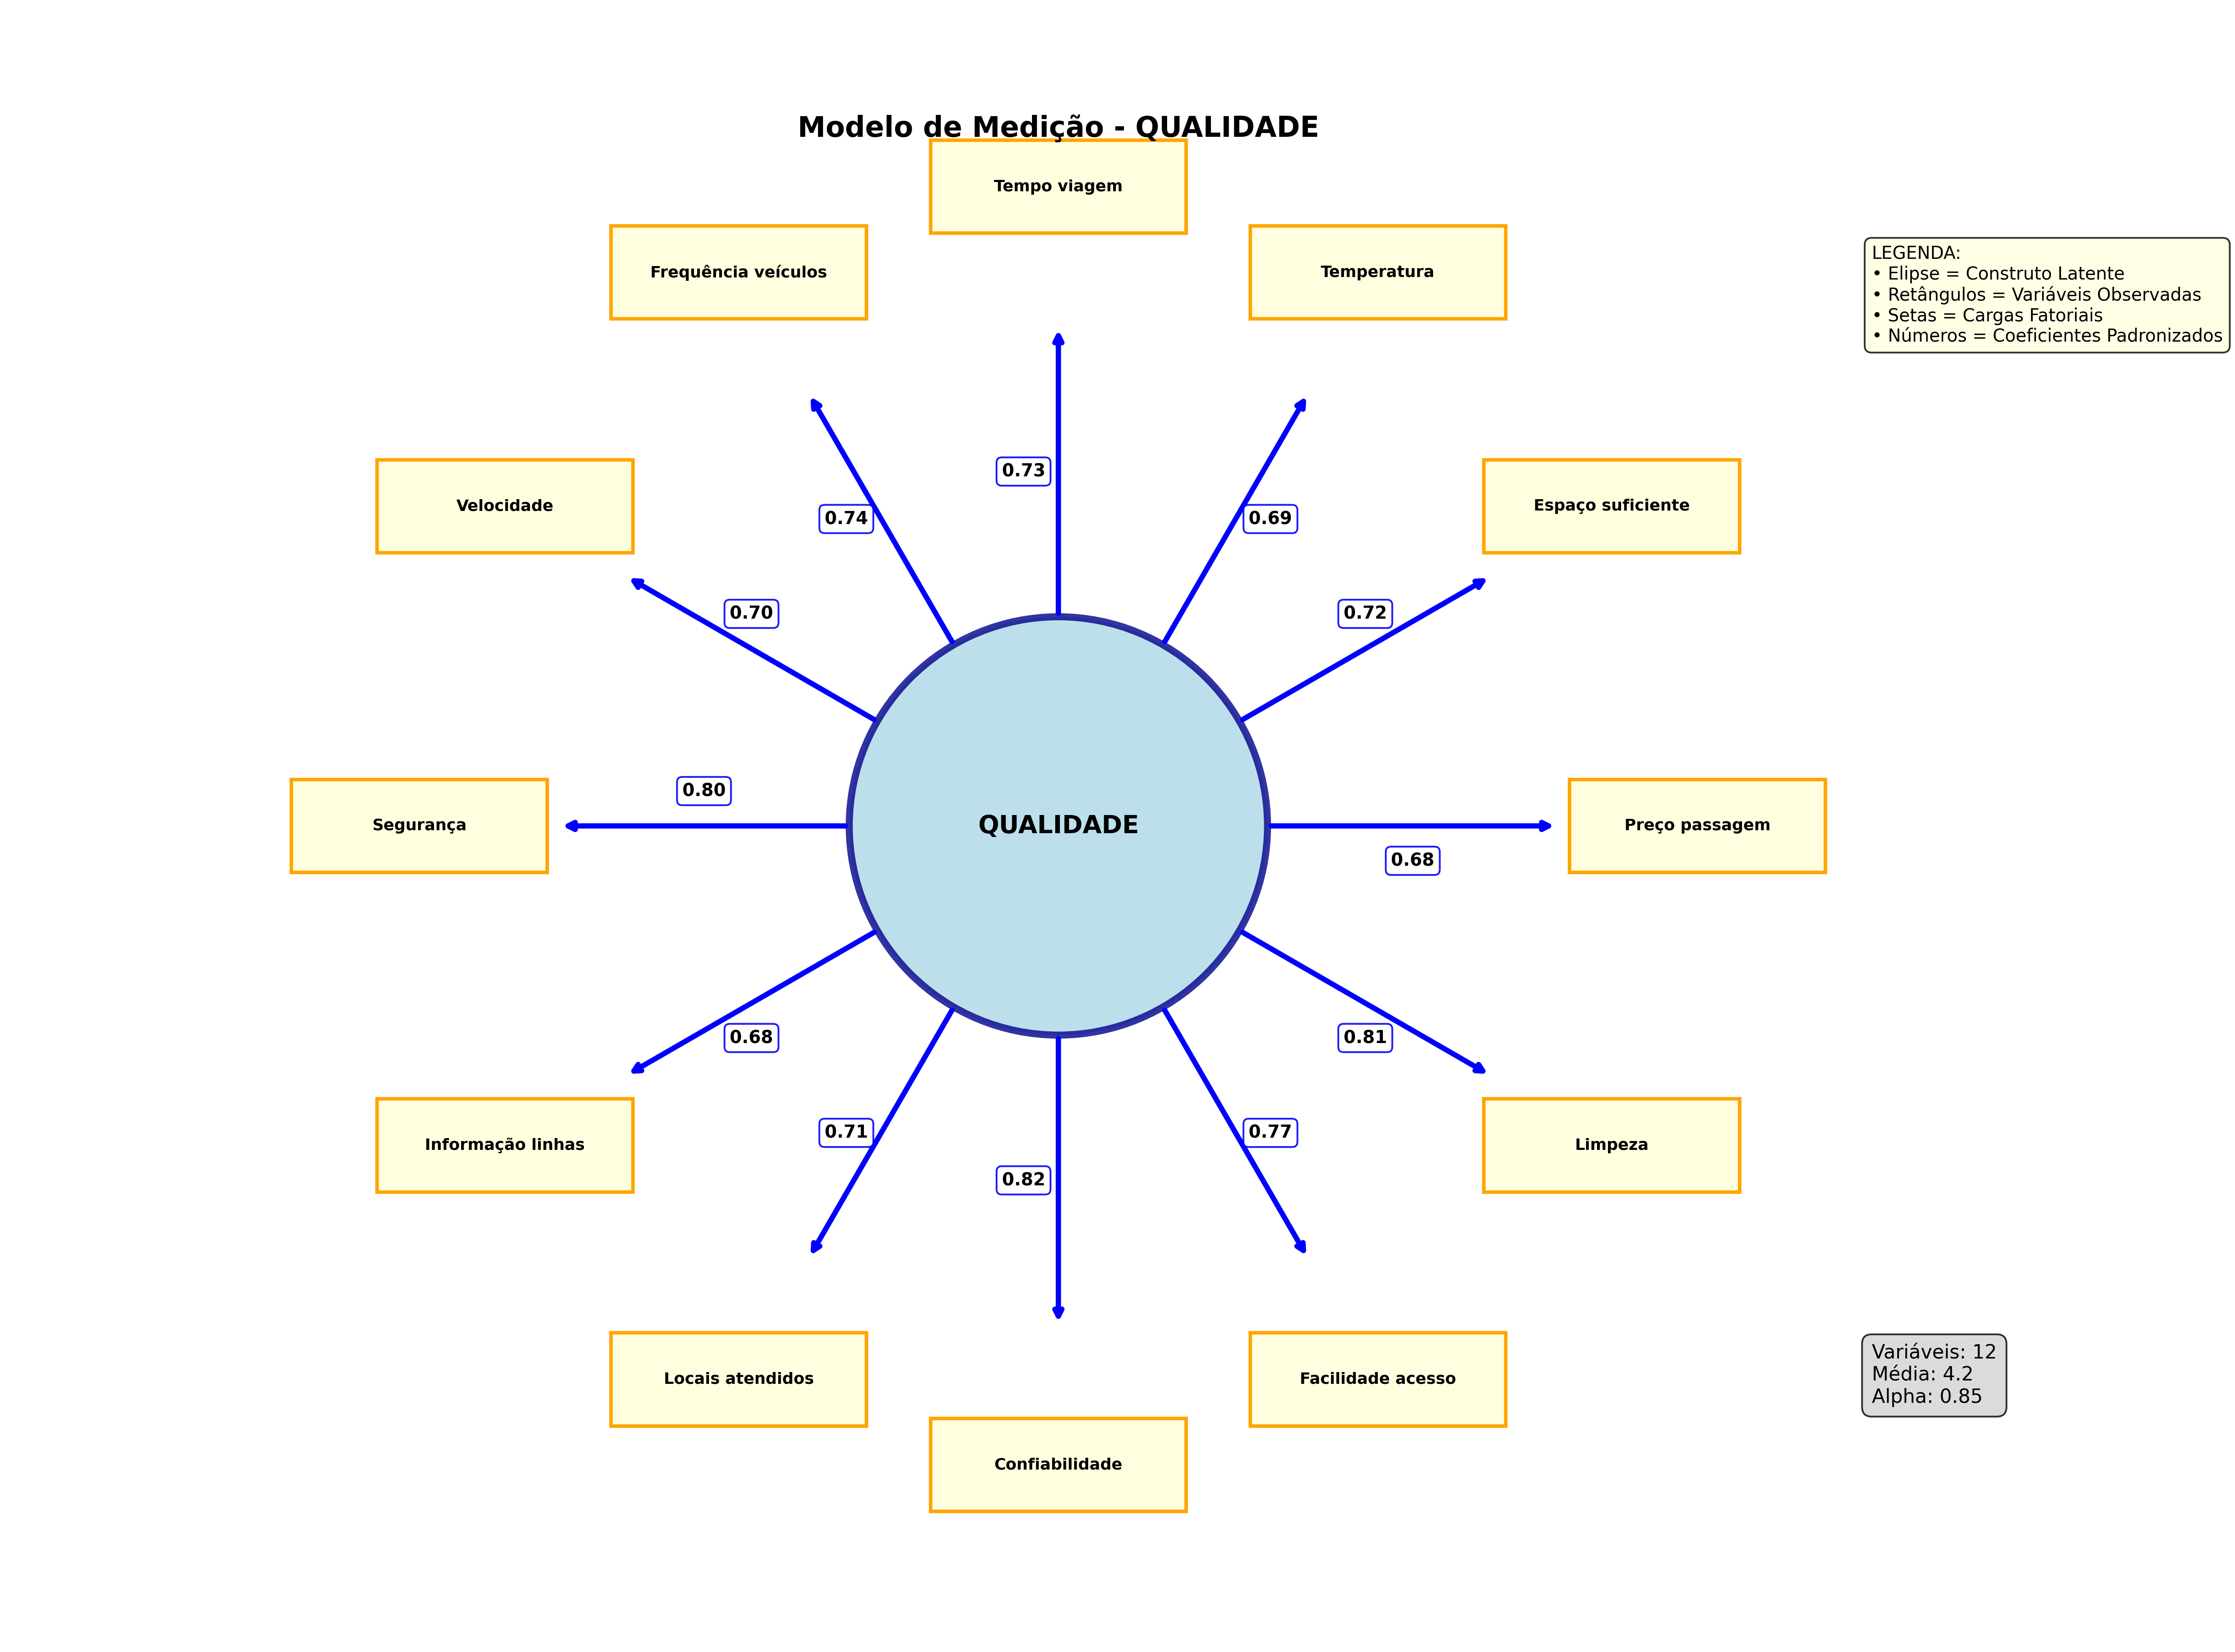 Modelo de Medição - QUALIDADE
Tempo viagem
Frequência veículos
Temperatura
LEGENDA:
• Elipse = Construto Latente
• Retângulos = Variáveis Observadas
• Setas = Cargas Fatoriais
• Números = Coeficientes Padronizados
0.73
Velocidade
Espaço suficiente
0.74
0.69
0.70
0.72
0.80
Segurança
QUALIDADE
Preço passagem
0.68
0.68
0.81
0.71
0.77
Informação linhas
Limpeza
0.82
Locais atendidos
Facilidade acesso
Confiabilidade
Variáveis: 12
Média: 4.2
Alpha: 0.85